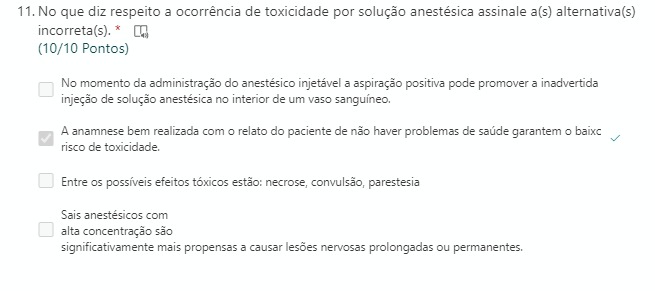 11. No que diz respeito a ocorrência de toxicidade por solução anestésica assinale a(s) alternativa(s)
incorreta(s). *
(10/10 Pontos)
No momento da administração do anestésico injetável a aspiração positiva pode promover a inadvertida
injeção de solução anestésica no interior de um vaso sanguíneo.
A anamnese bem realizada com o relato do paciente de não haver problemas de saúde garantem o baixc
risco de toxicidade.
Entre os possíveis efeitos tóxicos estão: necrose, convulsão, parestesia
Sais anestésicos com
alta concentração são
significativamente mais propensas a causar lesões nervosas prolongadas ou permanentes.